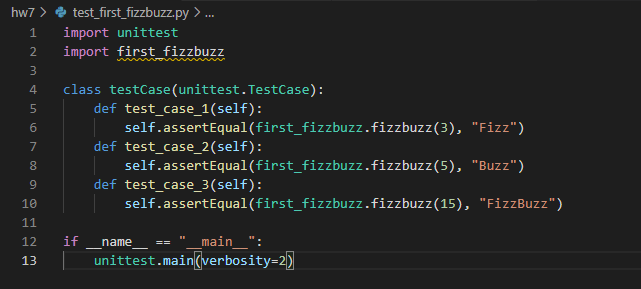 hw7 > test_first_fizzbuzz.py > ...
1 import unittest
2 import first_fizzbuzz
3
4 class testCase(unittest.TestCase):
5     def test_case_1(self):
6         self.assertEqual(first_fizzbuzz.fizzbuzz(3), "Fizz")
7     def test_case_2(self):
8         self.assertEqual(first_fizzbuzz.fizzbuzz(5), "Buzz")
9     def test_case_3(self):
10         self.assertEqual(first_fizzbuzz.fizzbuzz(15), "FizzBuzz")
11
12 if __name__ == "__main__":
13     unittest.main(verbosity=2)